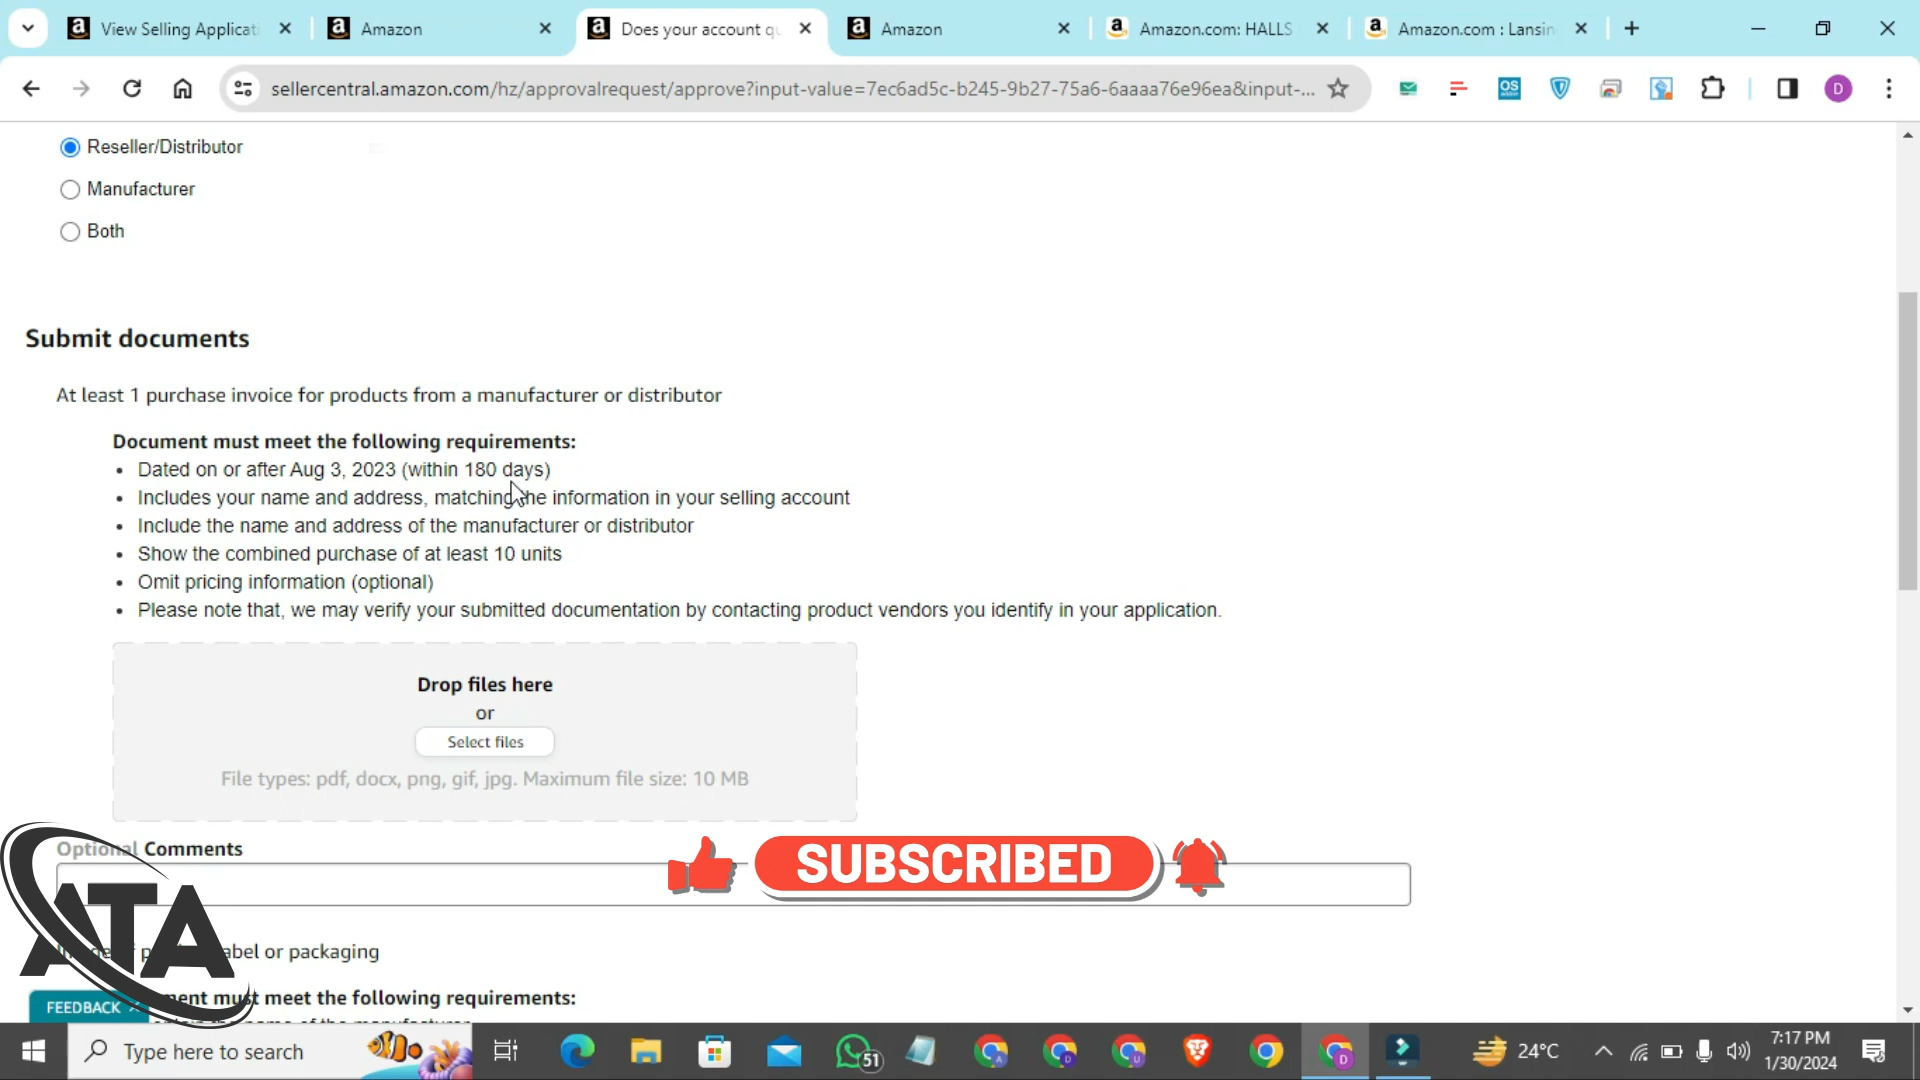 View Selling Applicati
Amazon
Does your account qu
Amazon
Amazon.com: HALLS
Amazon.com : Lansin
sellercentral.amazon.com/hz/approvalrequest/approve?input-value=7ec6ad5c-b245-9b27-75a6-6aaaa76e96ea&input-...
OS
D
Reseller/Distributor
Manufacturer
Both
Submit documents
At least 1 purchase invoice for products from a manufacturer or distributor
Document must meet the following requirements:
• Dated on or after Aug 3, 2023 (within 180 days)
• Includes your name and address, matching the information in your selling account
• Include the name and address of the manufacturer or distributor
• Show the combined purchase of at least 10 units
• Omit pricing information (optional)
• Please note that, we may verify your submitted documentation by contacting product vendors you identify in your application.
Drop files here
or
Select files
File types: pdf, docx, png, gif, jpg. Maximum file size: 10 MB
Optional Comments
SUBSCRIBED
ATA
label or packaging
must meet the following requirements:
FEEDBACK
Type here to search
51
24°C
7:17 PM
1/30/2024